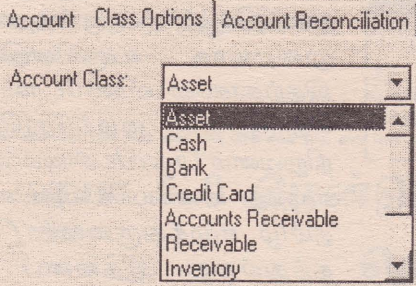 Account Class Options Account Reconciliation
Account Class: Asset
Asset
Cash
Bank
Credit Card
Accounts Receivable
Receivable
Inventory